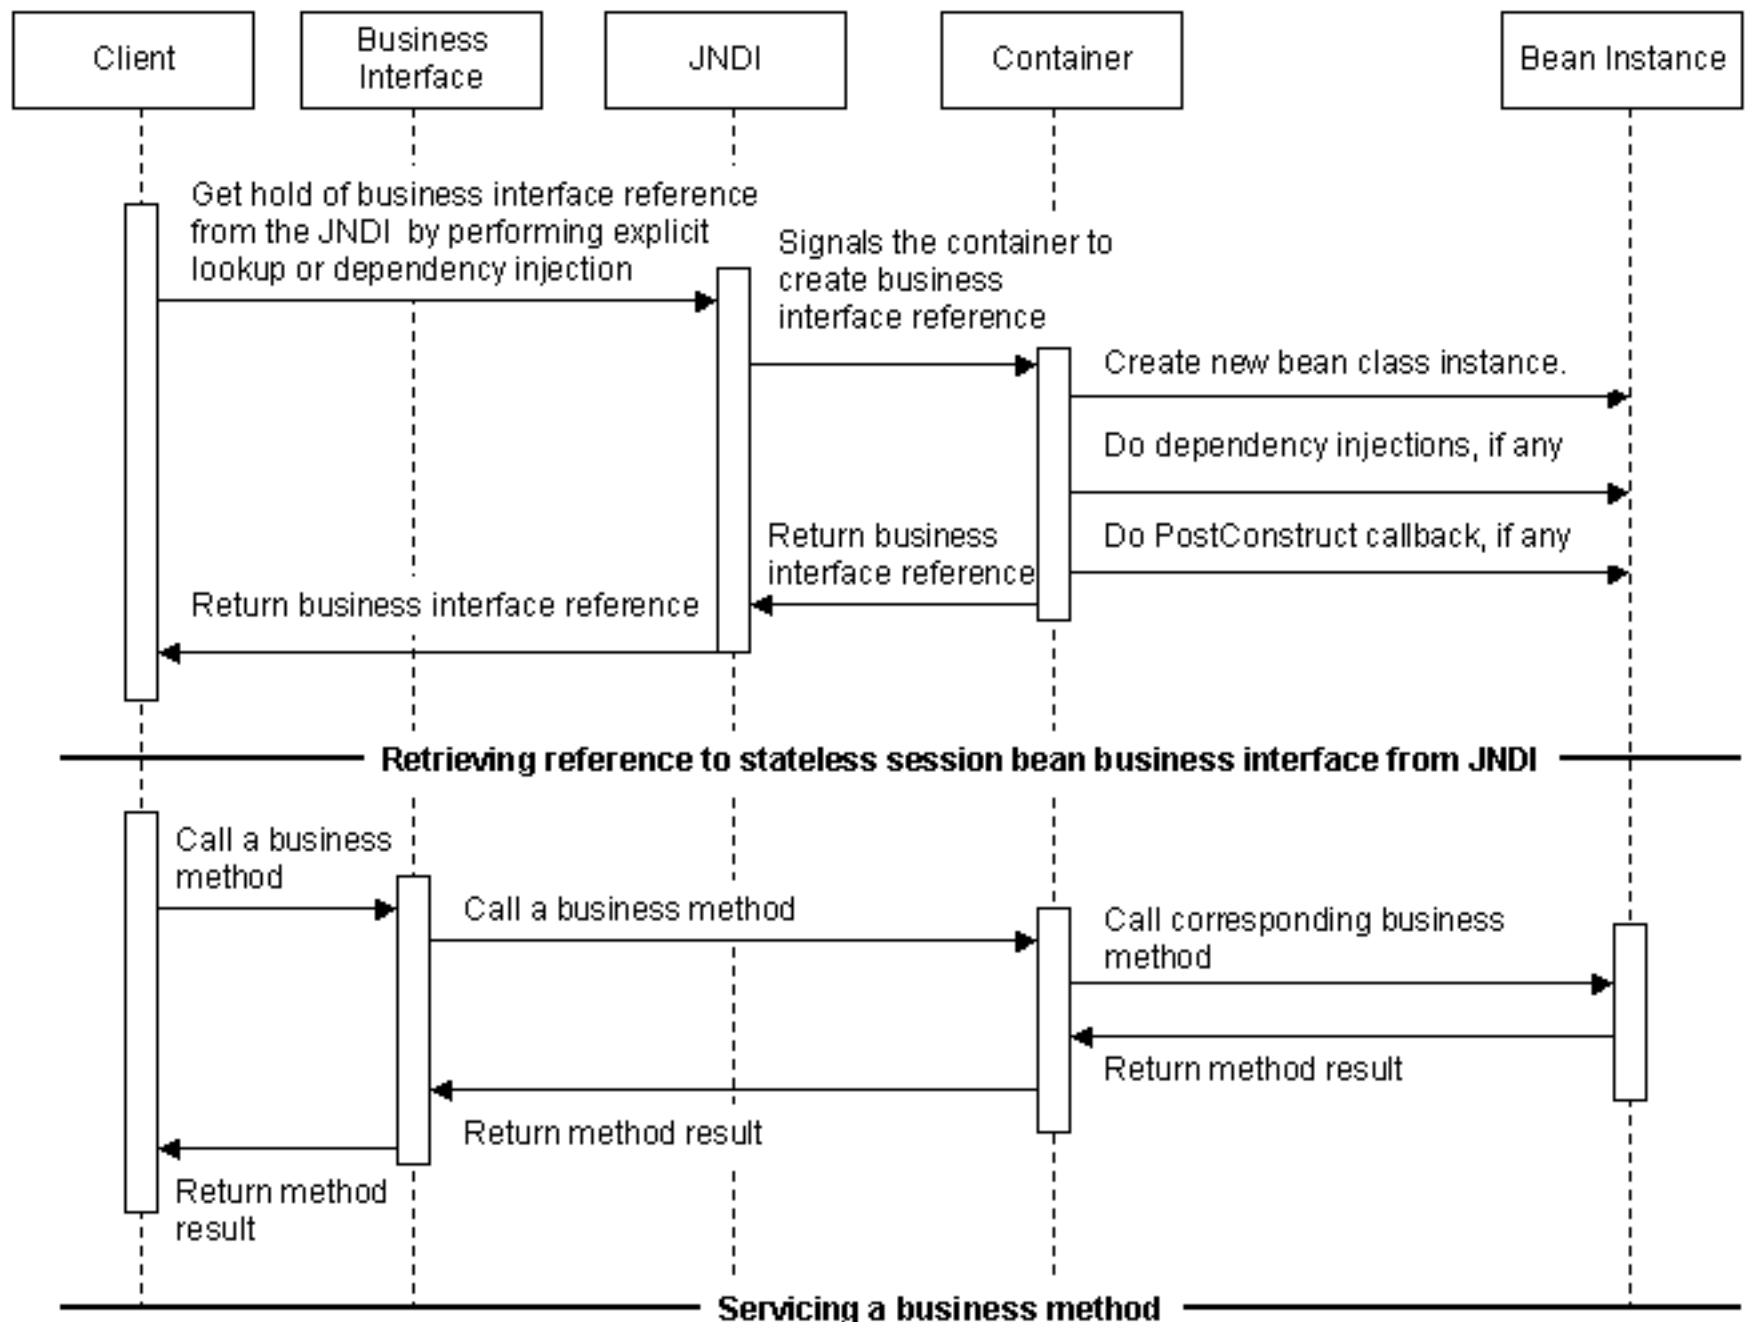 Client
Business
Interface
JNDI
Container
Bean Instance
Get hold of business interface reference
from the JNDI by performing explicit
lookup or dependency injection
Signals the container to
create business
interface reference
Create new bean class instance.
Do dependency injections, if any
Do PostConstruct callback, if any
Return business
interface reference
Return business interface reference
Retrieving reference to stateless session bean business interface from JNDI
Call a business
method
Call a business method
Call corresponding business
method
Return method result
Return method result
Return method
result
Servicing a business method